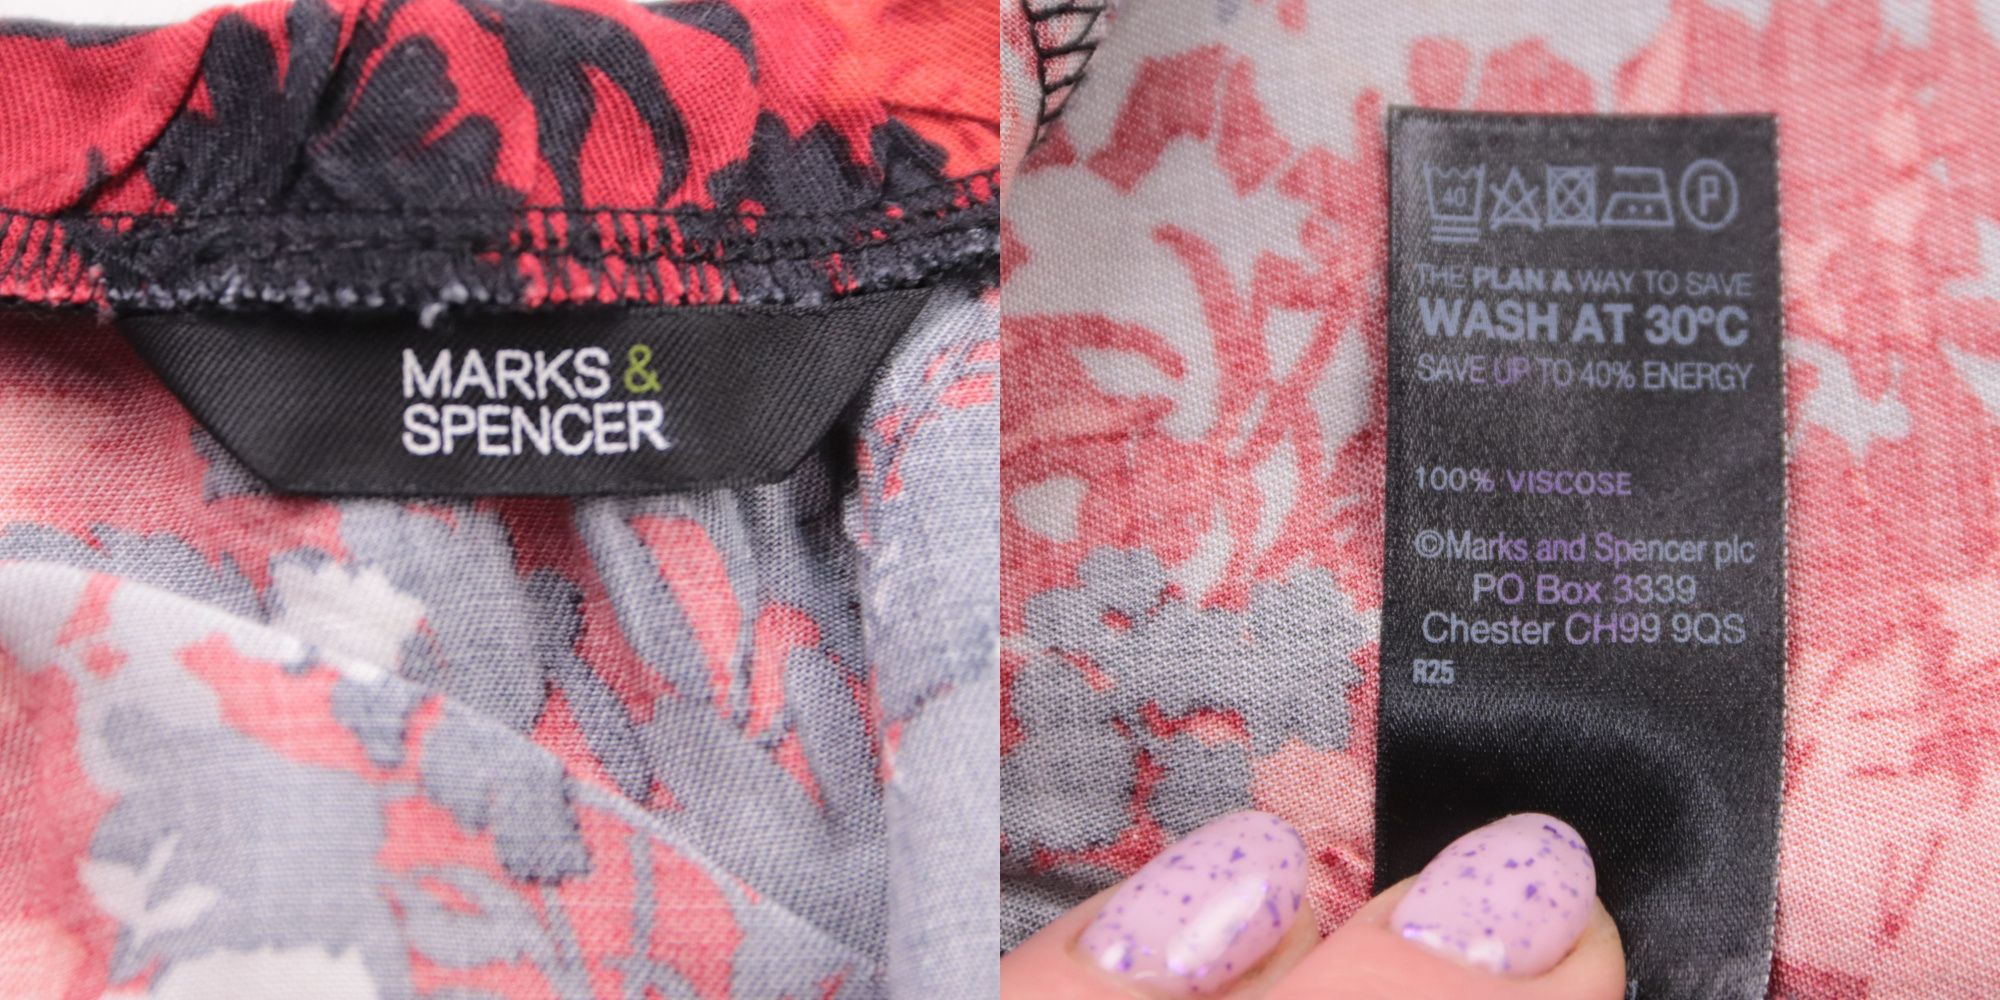 MARKS &
SPENCER
40
P
THE PLAN A WAY TO SAVE
WASH AT 30°C
SAVE UP TO 40% ENERGY
100% VISCOSE
©Marks and Spencer plc
PO Box 3339
Chester CH99 9QS
R25